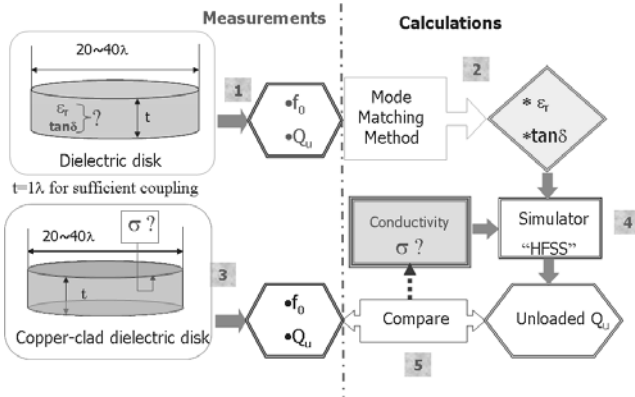 Measurements
Calculations
20~40λ
εr
tanδ
?
t
Dielectric disk
1
●f0
●Qu
Mode
Matching
Method
2
* εr
*tanδ
t=1λ for sufficient coupling
σ ?
20~40λ
t
Copper-clad dielectric disk
3
●f0
●Qu
Conductivity
σ ?
Simulator
"HFSS"
4
Compare
Unloaded Qu
5